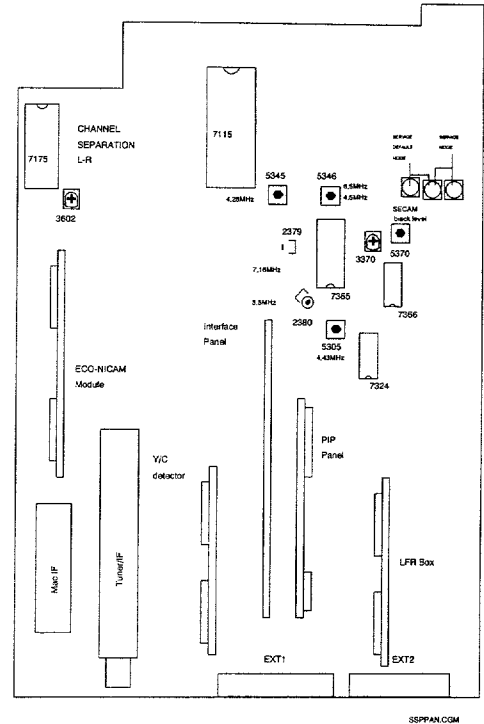 CHANNEL
SEPARATION
L-R
7175
3602
7115
5345
4,28MHz
5346
6,5MHz
4,5MHz
SERVICE
DEFAULT
MODE
SERVICE
MODE
SECAM
black level
5370
3370
2379
7,16MHz
7365
7366
3,5MHz
2380
5305
4,43MHz
7324
Interface
Panel
ECO-NICAM
Module
Y/C
detector
PIP
Panel
Mac IF
Tuner/IF
LFR Box
EXT1
EXT2
SSPPAN.CGM